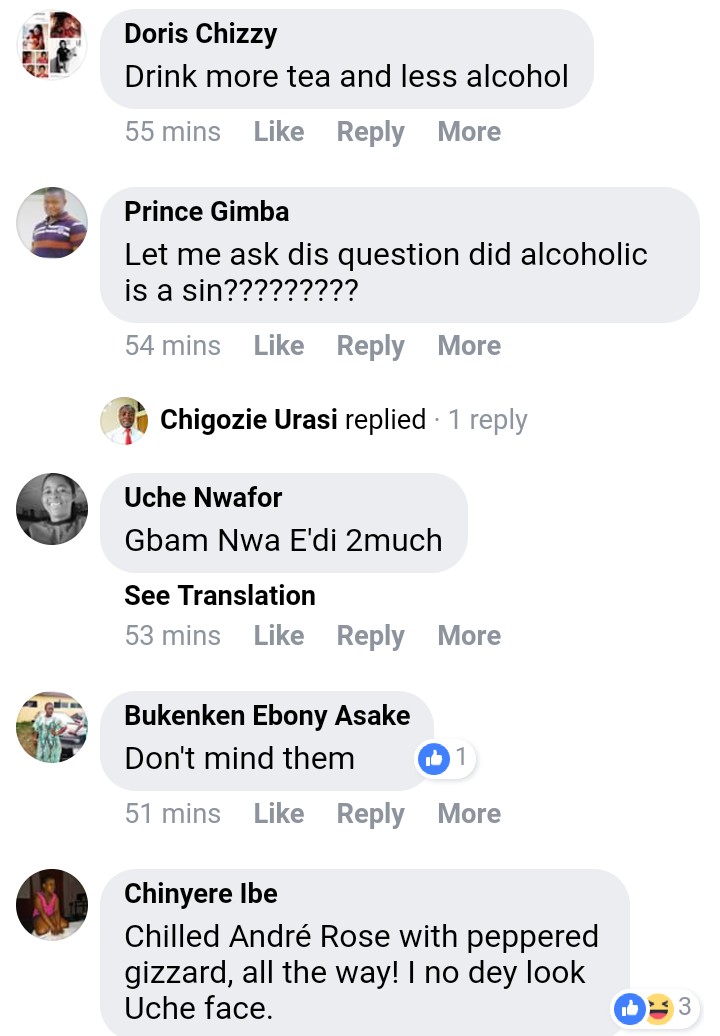 Doris Chizzy
Drink more tea and less alcohol
55 mins Like Reply More
Prince Gimba
Let me ask dis question did alcoholic
is a sin?????????
54 mins Like Reply More
Chigozie Urasi replied · 1 reply
Uche Nwafor
Gbam Nwa E'di 2much
See Translation
53 mins Like Reply More
Bukenken Ebony Asake
Don't mind them
1
51 mins Like Reply More
Chinyere Ibe
Chilled André Rose with peppered
gizzard, all the way! I no dey look
Uche face.
3